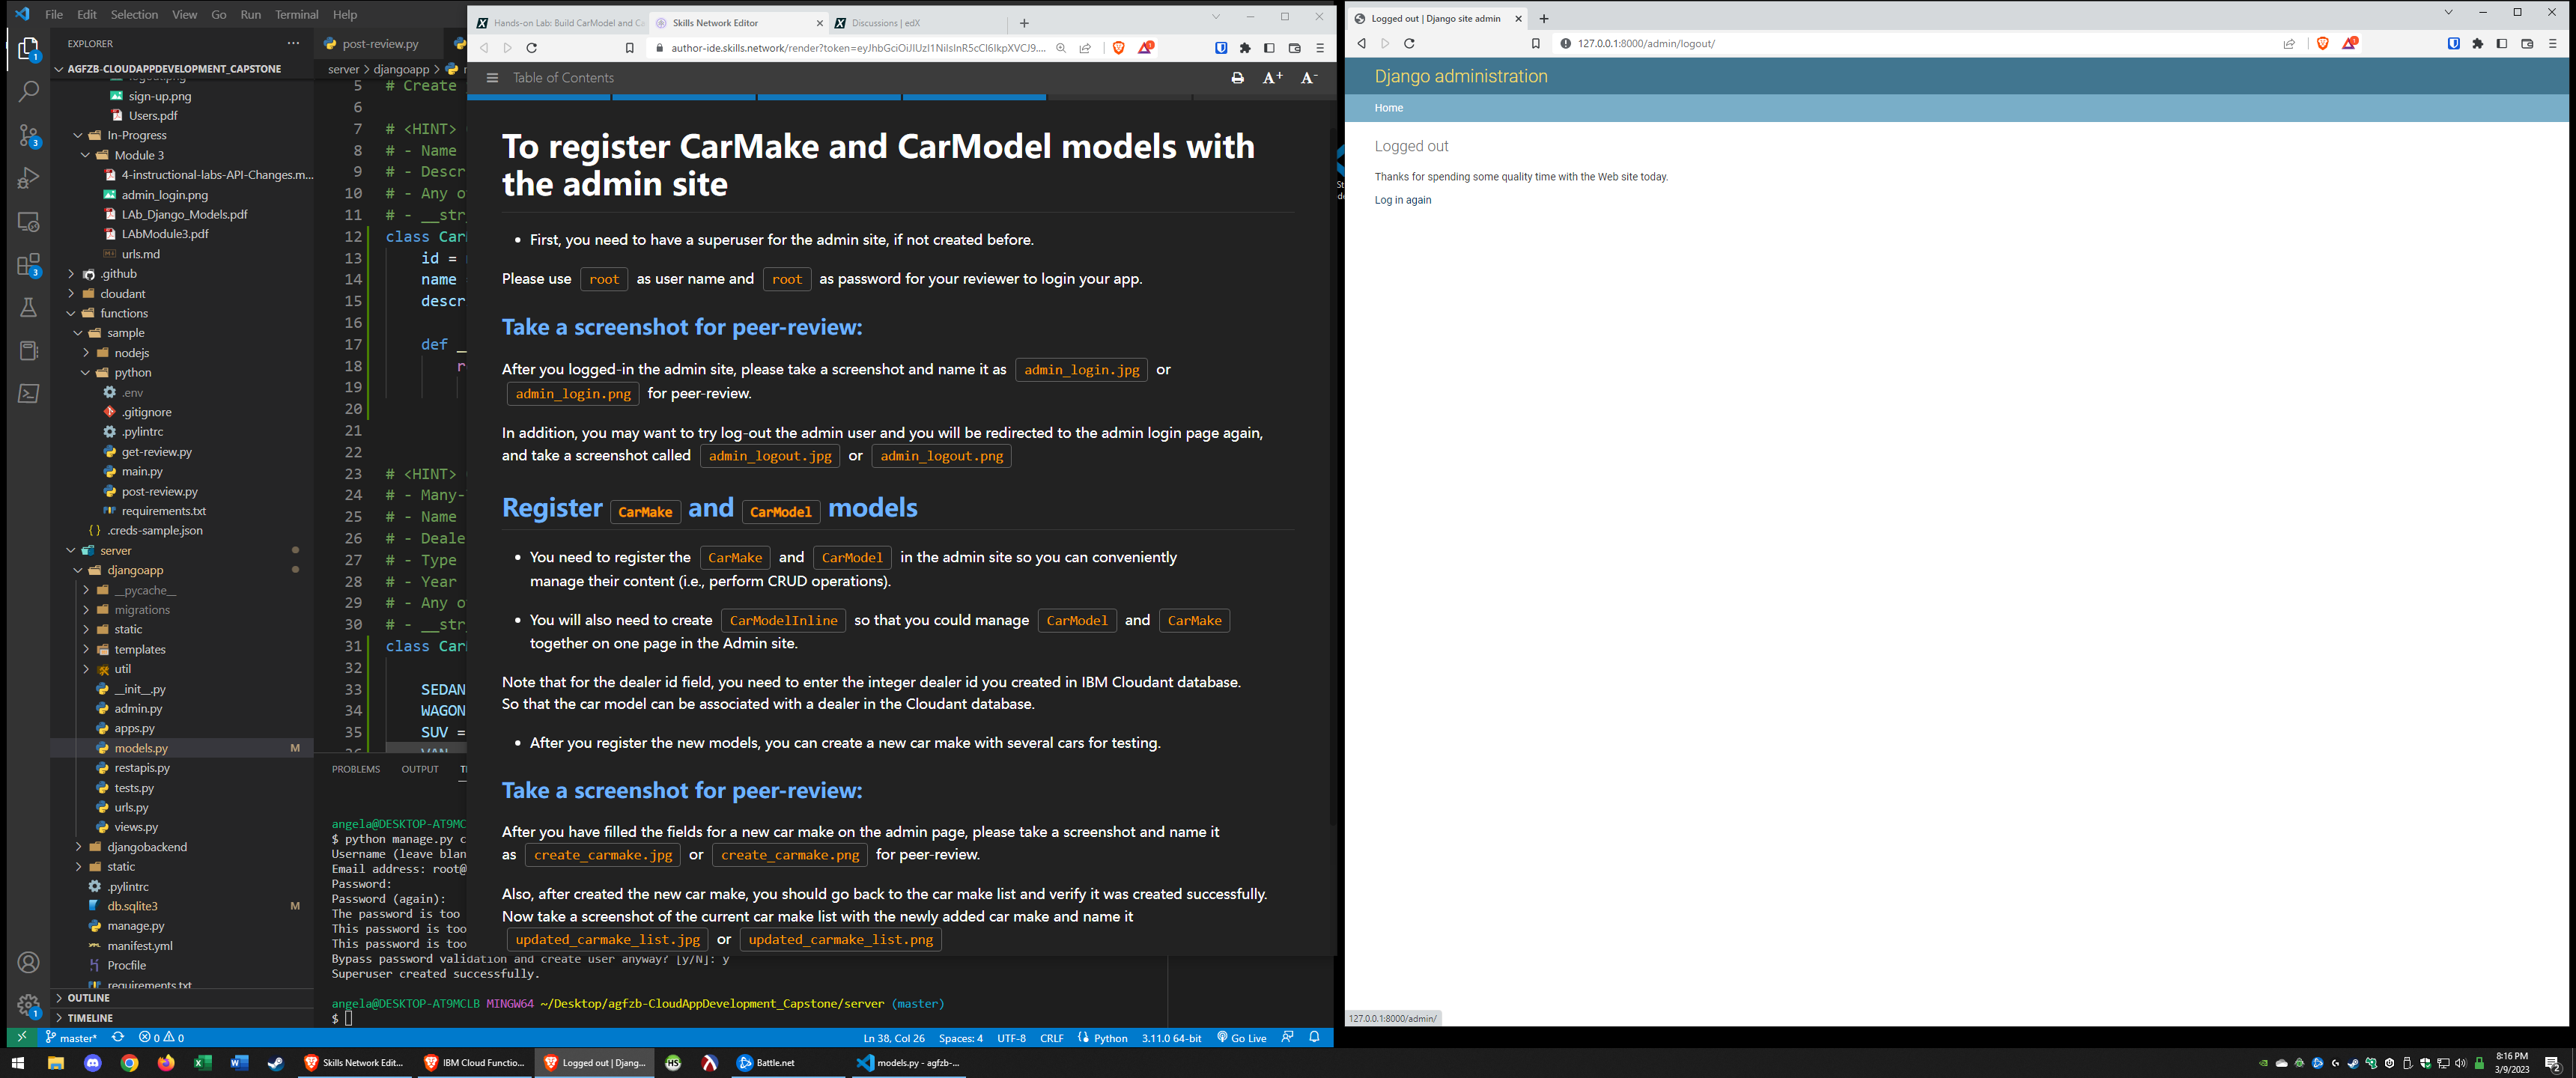 File Edit Selection View Go Run Terminal Help
EXPLORER
AGFZB-CLOUDAPPDEVELOPMENT_CAPSTONE
sign-up.png
Users.pdf
In-Progress
Module 3
4-instructional-labs-API-Changes.m...
admin_login.png
LAb_Django_Models.pdf
LAbModule3.pdf
urls.md
.github
cloudant
functions
sample
nodejs
python
.env
.gitignore
.pylintrc
get-review.py
main.py
post-review.py
requirements.txt
.creds-sample.json
server
djangoapp
__pycache__
migrations
static
templates
util
__init__.py
admin.py
apps.py
models.py M
restapis.py
tests.py
urls.py
views.py
djangobackend
static
.pylintrc
db.sqlite3 M
manage.py
manifest.yml
Procfile
requirements.txt
OUTLINE
TIMELINE
post-review.py
server > djangoapp >
5 # Create
6
7 # <HINT>
8 # - Name
9 # - Descr
10 # - Any o
11 # - __str
12 class Car
13 id =
14 name
15 descr
16
17 def __
18 r
19
20
21
22
23 # <HINT>
24 # - Many-
25 # - Name
26 # - Deale
27 # - Type
28 # - Year
29 # - Any o
30 # - __str
31 class Car
32
33 SEDAN
34 WAGON
35 SUV =
PROBLEMS OUTPUT
angela@DESKTOP-AT9MC
$ python manage.py c
Username (leave blan
Email address: root@
Password:
Password (again):
The password is too
This password is too
This password is too
Bypass password validation and create user anyway? [y/N]: y
Superuser created successfully.
angela@DESKTOP-AT9MCLB MINGW64 ~/Desktop/agfzb-CloudAppDevelopment_Capstone/server (master)
$
master* 0 0 Ln 38, Col 26 Spaces: 4 UTF-8 CRLF Python 3.11.0 64-bit Go Live
Hands-on Lab: Build CarModel and Ca
Skills Network Editor
Discussions | edX
author-ide.skills.network/render?token=eyJhbGciOiJIUzI1NiIsInR5cCI6IkpXVCJ9....
Table of Contents A+ A-
To register CarMake and CarModel models with
the admin site
• First, you need to have a superuser for the admin site, if not created before.
Please use root as user name and root as password for your reviewer to login your app.
Take a screenshot for peer-review:
After you logged-in the admin site, please take a screenshot and name it as admin_login.jpg or
admin_login.png for peer-review.
In addition, you may want to try log-out the admin user and you will be redirected to the admin login page again,
and take a screenshot called admin_logout.jpg or admin_logout.png
Register CarMake and CarModel models
• You need to register the CarMake and CarModel in the admin site so you can conveniently
manage their content (i.e., perform CRUD operations).
• You will also need to create CarModelInline so that you could manage CarModel and CarMake
together on one page in the Admin site.
Note that for the dealer id field, you need to enter the integer dealer id you created in IBM Cloudant database.
So that the car model can be associated with a dealer in the Cloudant database.
• After you register the new models, you can create a new car make with several cars for testing.
Take a screenshot for peer-review:
After you have filled the fields for a new car make on the admin page, please take a screenshot and name it
as create_carmake.jpg or create_carmake.png for peer-review.
Also, after created the new car make, you should go back to the car make list and verify it was created successfully.
Now take a screenshot of the current car make list with the newly added car make and name it
updated_carmake_list.jpg or updated_carmake_list.png
Logged out | Django site admin
127.0.0.1:8000/admin/logout/
Django administration
Home
Logged out
Thanks for spending some quality time with the Web site today.
Log in again
127.0.0.1:8000/admin/
Skills Network Edit...
IBM Cloud Functio...
Logged out | Djang...
Battle.net
models.py - agfzb-...
8:16 PM
3/9/2023